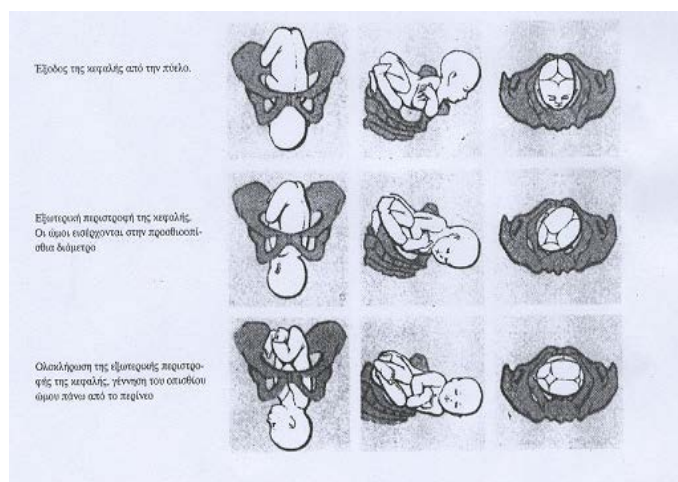 Έξοδος της κεφαλής από την πύελο.
Εξωτερική περιστροφή της κεφαλής.
Οι ώμοι εισέρχονται στην προσθιοοπί-
σθια διάμετρο
Ολοκλήρωση της εξωτερικής περιστρο-
φής της κεφαλής, γέννηση του οπισθίου
ώμου πάνω από το περίνεο